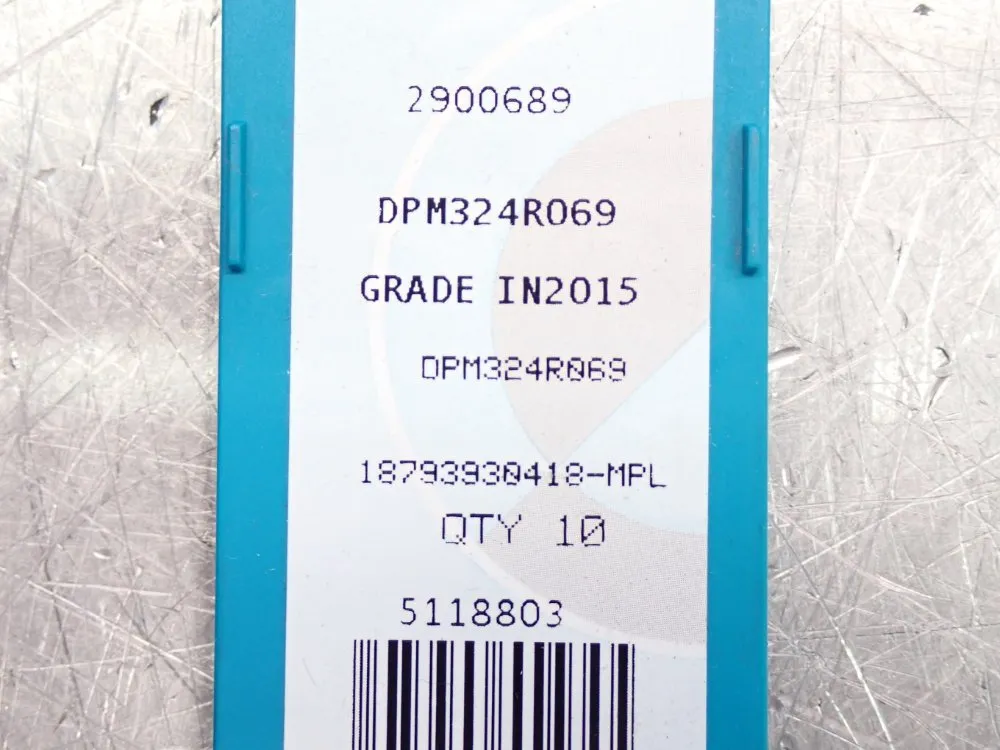 2900689
DPM324R069
GRADE IN2015
DPM324R069
18793930418-MPL
QTY 10
5118803